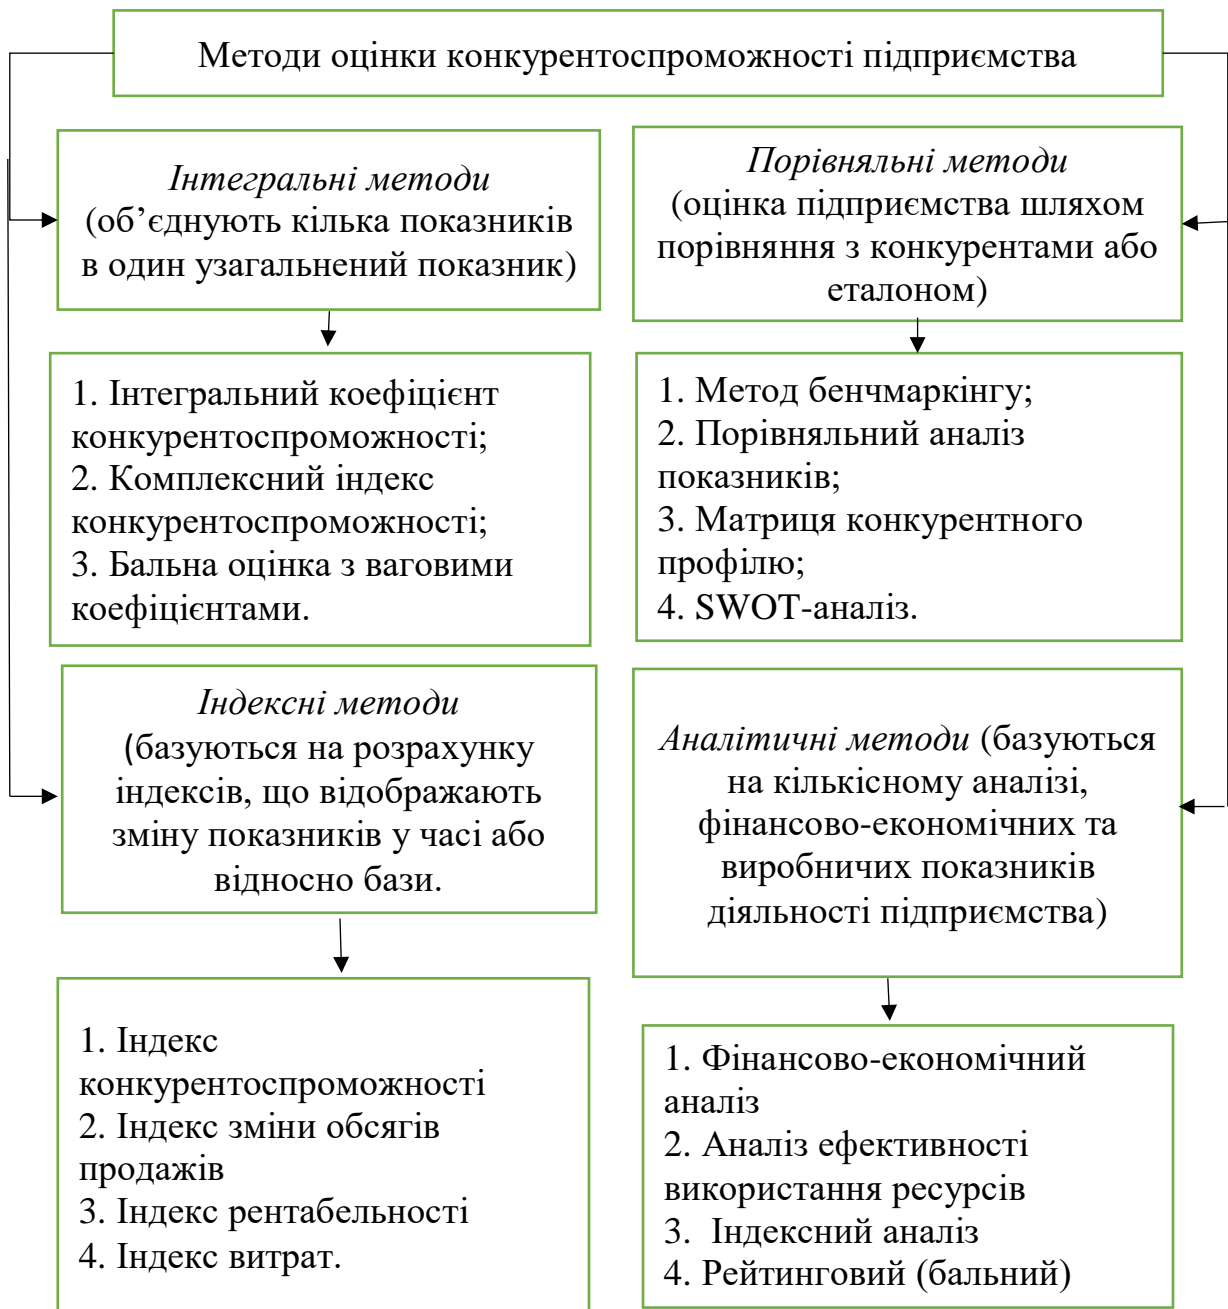 Методи оцінки конкурентоспроможності підприємства
Інтегральні методи
(об’єднують кілька показників
в один узагальнений показник)
Порівняльні методи
(оцінка підприємства шляхом
порівняння з конкурентами або
еталоном)
1. Інтегральний коефіцієнт
конкурентоспроможності;
2. Комплексний індекс
конкурентоспроможності;
3. Бальна оцінка з ваговими
коефіцієнтами.
1. Метод бенчмаркінгу;
2. Порівняльний аналіз
показників;
3. Матриця конкурентного
профілю;
4. SWOT-аналіз.
Індексні методи
(базуються на розрахунку
індексів, що відображають
зміну показників у часі або
відносно бази.
Аналітичні методи (базуються
на кількісному аналізі,
фінансово-економічних та
виробничих показників
діяльності підприємства)
1. Індекс
конкурентоспроможності
2. Індекс зміни обсягів
продажів
3. Індекс рентабельності
4. Індекс витрат.
1. Фінансово-економічний
аналіз
2. Аналіз ефективності
використання ресурсів
3. Індексний аналіз
4. Рейтинговий (бальний)